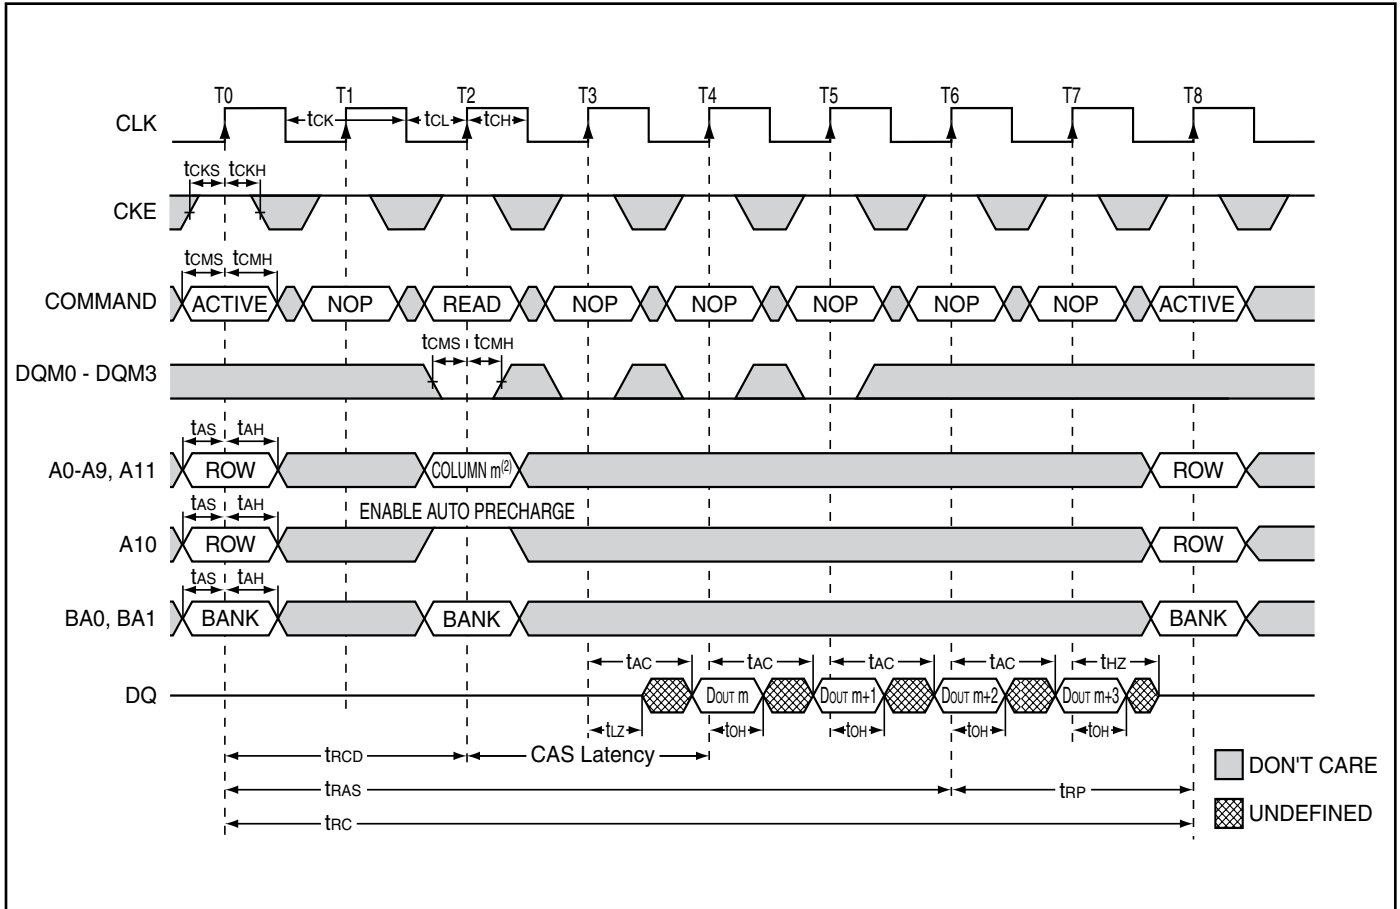 T0 T1 T2 T3 T4 T5 T6 T7 T8
CLK tCK tCL tCH
tCKS tCKH
CKE
tCMS tCMH
COMMAND ACTIVE NOP READ NOP NOP NOP NOP NOP ACTIVE
tCMS tCMH
DQM0 - DQM3
tAS tAH
A0-A9, A11 ROW COLUMN m(2) ROW
tAS tAH ENABLE AUTO PRECHARGE
A10 ROW ROW
tAS tAH
BA0, BA1 BANK BANK BANK
tAC tAC tAC tAC tHZ
DQ DOUT m DOUT m+1 DOUT m+2 DOUT m+3
tLZ tOH tOH tOH tOH
tRCD CAS Latency
DON'T CARE
tRAS tRP
UNDEFINED
tRC